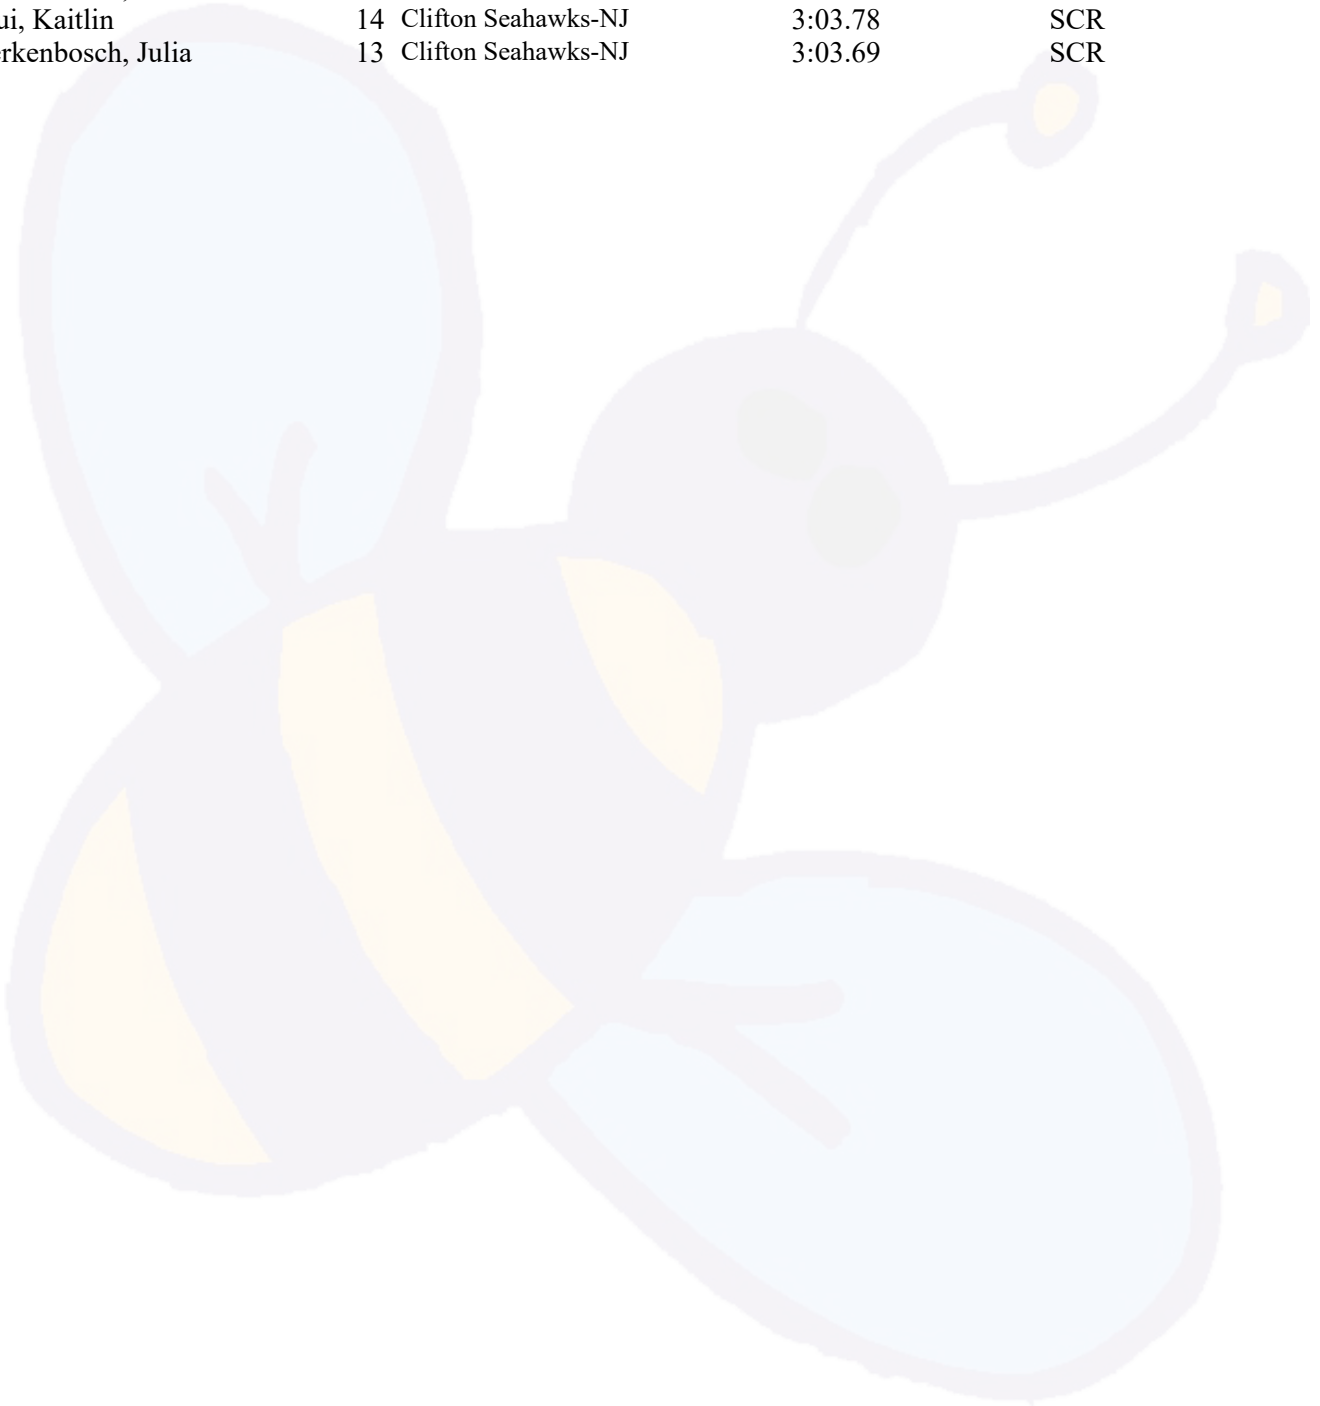 ui, Kaitlin 14 Clifton Seahawks-NJ 3:03.78 SCR
erkenbosch, Julia 13 Clifton Seahawks-NJ 3:03.69 SCR